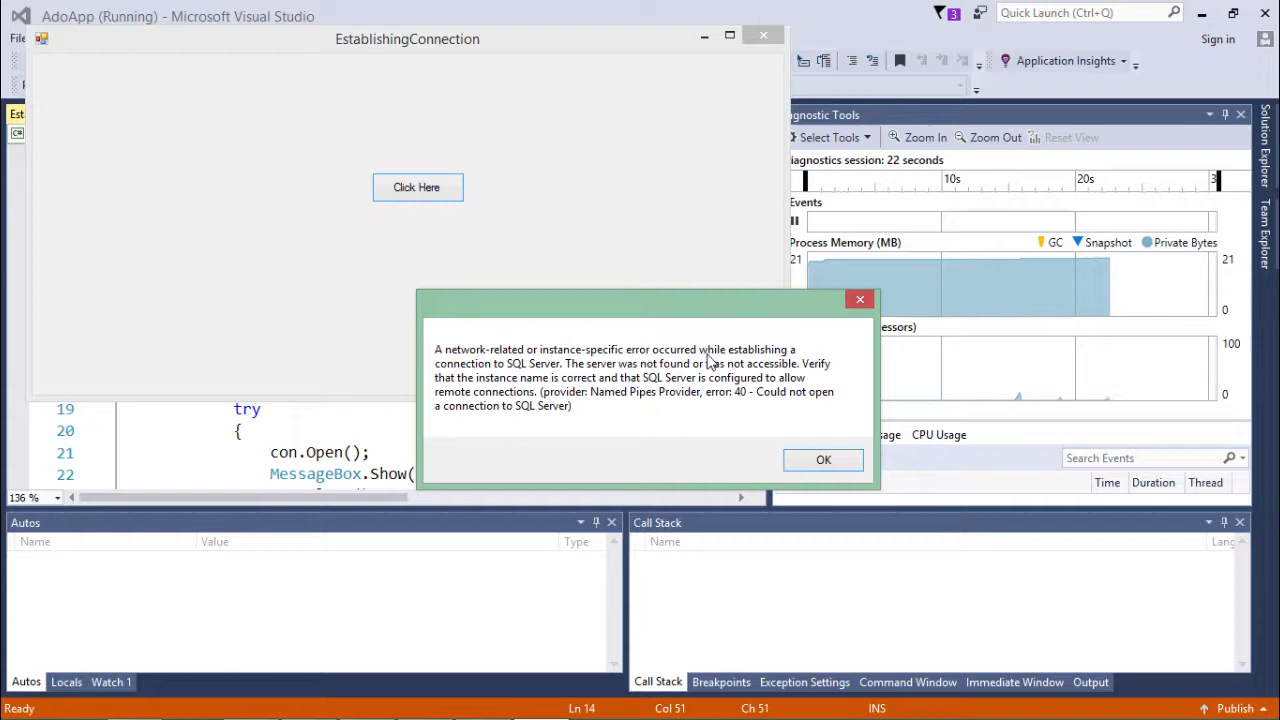 AdoApp (Running) - Microsoft Visual Studio
3
Quick Launch (Ctrl+Q)
EstablishingConnection
Sign in
Application Insights
Click Here
Diagnostic Tools
Select Tools
Zoom In
Zoom Out
Reset View
Diagnostics session: 22 seconds
10s
20s
3
Events
Process Memory (MB)
GC
Snapshot
Private Bytes
21
21
0
0
100
0
A network-related or instance-specific error occurred while establishing a
connection to SQL Server. The server was not found or was not accessible. Verify
that the instance name is correct and that SQL Server is configured to allow
remote connections. (provider: Named Pipes Provider, error: 40 - Could not open
a connection to SQL Server)
OK
19 try
20 {
21 con.Open();
22 MessageBox.Show(
136 %
CPU Usage
Search Events
Time
Duration
Thread
Solution Explorer
Team Explorer
Autos
Name
Value
Type
Call Stack
Name
Autos
Locals
Watch 1
Call Stack
Breakpoints
Exception Settings
Command Window
Immediate Window
Output
Ready
Ln 14
Col 51
Ch 51
INS
Publish